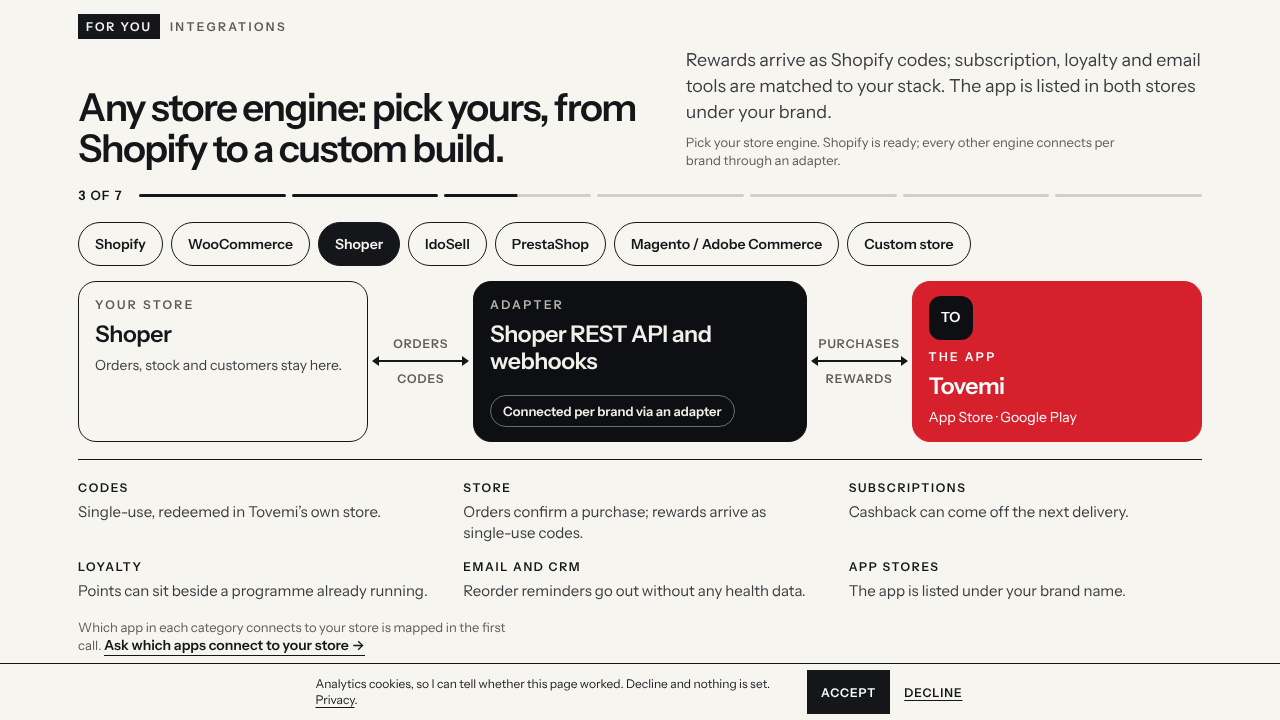 FOR YOU INTEGRATIONS
Any store engine: pick yours, from
Shopify to a custom build.
Rewards arrive as Shopify codes; subscription, loyalty and email
tools are matched to your stack. The app is listed in both stores
under your brand.
Pick your store engine. Shopify is ready; every other engine connects per
brand through an adapter.
3 OF 7
Shopify
WooCommerce
Shoper
IdoSell
PrestaShop
Magento / Adobe Commerce
Custom store
YOUR STORE
Shoper
Orders, stock and customers stay here.
ORDERS
CODES
ADAPTER
Shoper REST API and
webhooks
Connected per brand via an adapter
PURCHASES
REWARDS
TO
THE APP
Tovemi
App Store · Google Play
CODES
Single-use, redeemed in Tovemi’s own store.
STORE
Orders confirm a purchase; rewards arrive as
single-use codes.
SUBSCRIPTIONS
Cashback can come off the next delivery.
LOYALTY
Points can sit beside a programme already running.
EMAIL AND CRM
Reorder reminders go out without any health data.
APP STORES
The app is listed under your brand name.
Which app in each category connects to your store is mapped in the first
call. Ask which apps connect to your store →
Analytics cookies, so I can tell whether this page worked. Decline and nothing is set.
Privacy.
ACCEPT
DECLINE